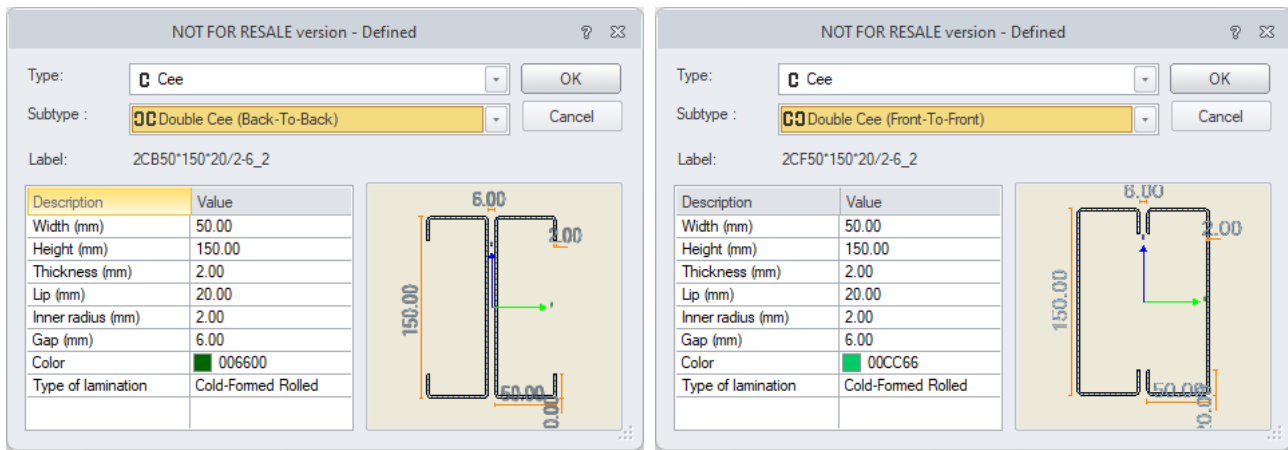 NOT FOR RESALE version - Defined
Type:
Cee
OK
Subtype :
Double Cee (Back-To-Back)
Cancel
Label:
2CB50*150*20/2-6_2
Description Value
Width (mm) 50.00
Height (mm) 150.00
Thickness (mm) 2.00
Lip (mm) 20.00
Inner radius (mm) 2.00
Gap (mm) 6.00
Color 006600
Type of lamination Cold-Formed Rolled
6.00
2.00
150.00
50.00
NOT FOR RESALE version - Defined
Type:
Cee
OK
Subtype :
Double Cee (Front-To-Front)
Cancel
Label:
2CF50*150*20/2-6_2
Description Value
Width (mm) 50.00
Height (mm) 150.00
Thickness (mm) 2.00
Lip (mm) 20.00
Inner radius (mm) 2.00
Gap (mm) 6.00
Color 00CC66
Type of lamination Cold-Formed Rolled
6.00
2.00
150.00
50.00